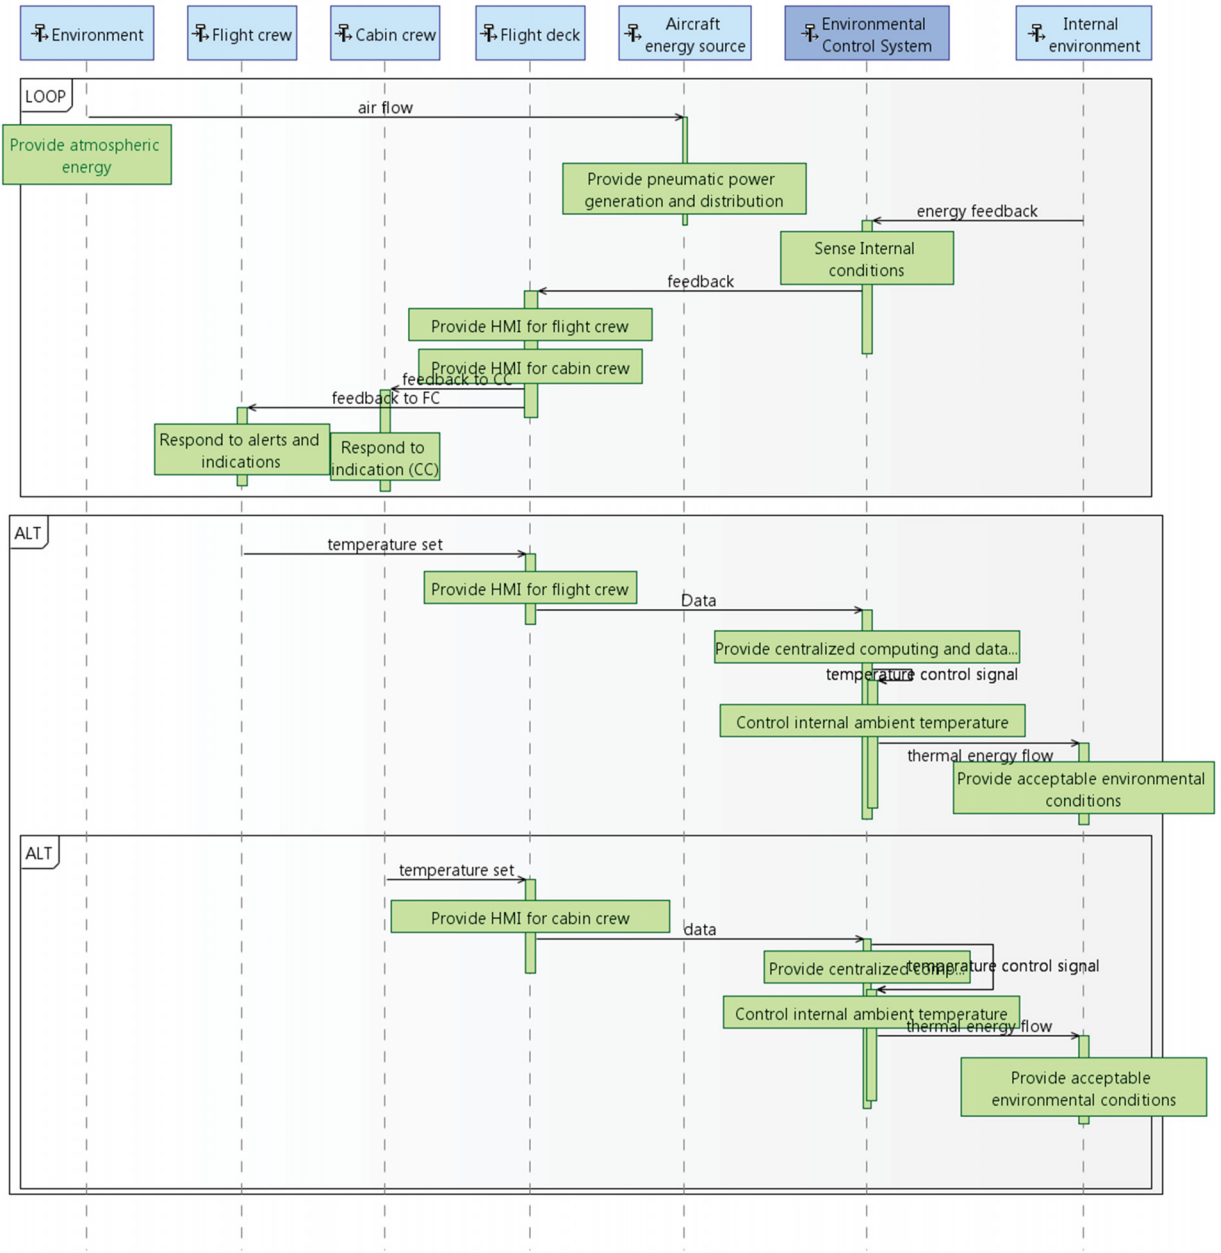 Environment
Flight crew
Cabin crew
Flight deck
Aircraft
energy source
Environmental
Control System
Internal
environment
LOOP
air flow
Provide atmospheric
energy
Provide pneumatic power
generation and distribution
energy feedback
Sense Internal
conditions
feedback
Provide HMI for flight crew
Provide HMI for cabin crew
feedback to CC
feedback to FC
Respond to alerts and
indications
Respond to
indication (CC)
ALT
temperature set
Provide HMI for flight crew
Data
Provide centralized computing and data...
temperature control signal
Control internal ambient temperature
thermal energy flow
Provide acceptable environmental
conditions
ALT
temperature set
Provide HMI for cabin crew
data
Provide centralized comp...
temperature control signal
Control internal ambient temperature
thermal energy flow
Provide acceptable
environmental conditions